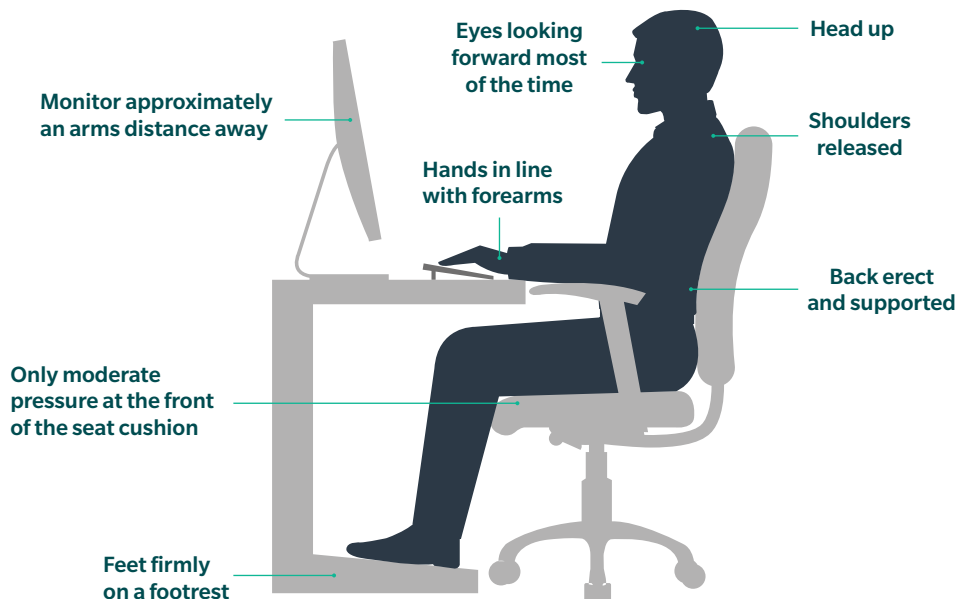 Eyes looking
forward most
of the time
Head up
Monitor approximately
an arms distance away
Shoulders
released
Hands in line
with forearms
Back erect
and supported
Only moderate
pressure at the front
of the seat cushion
Feet firmly
on a footrest